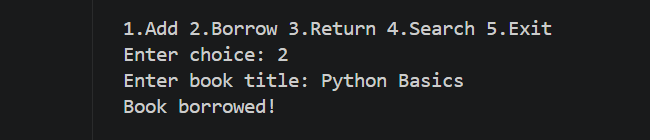 1.Add 2.Borrow 3.Return 4.Search 5.Exit
Enter choice: 2
Enter book title: Python Basics
Book borrowed!